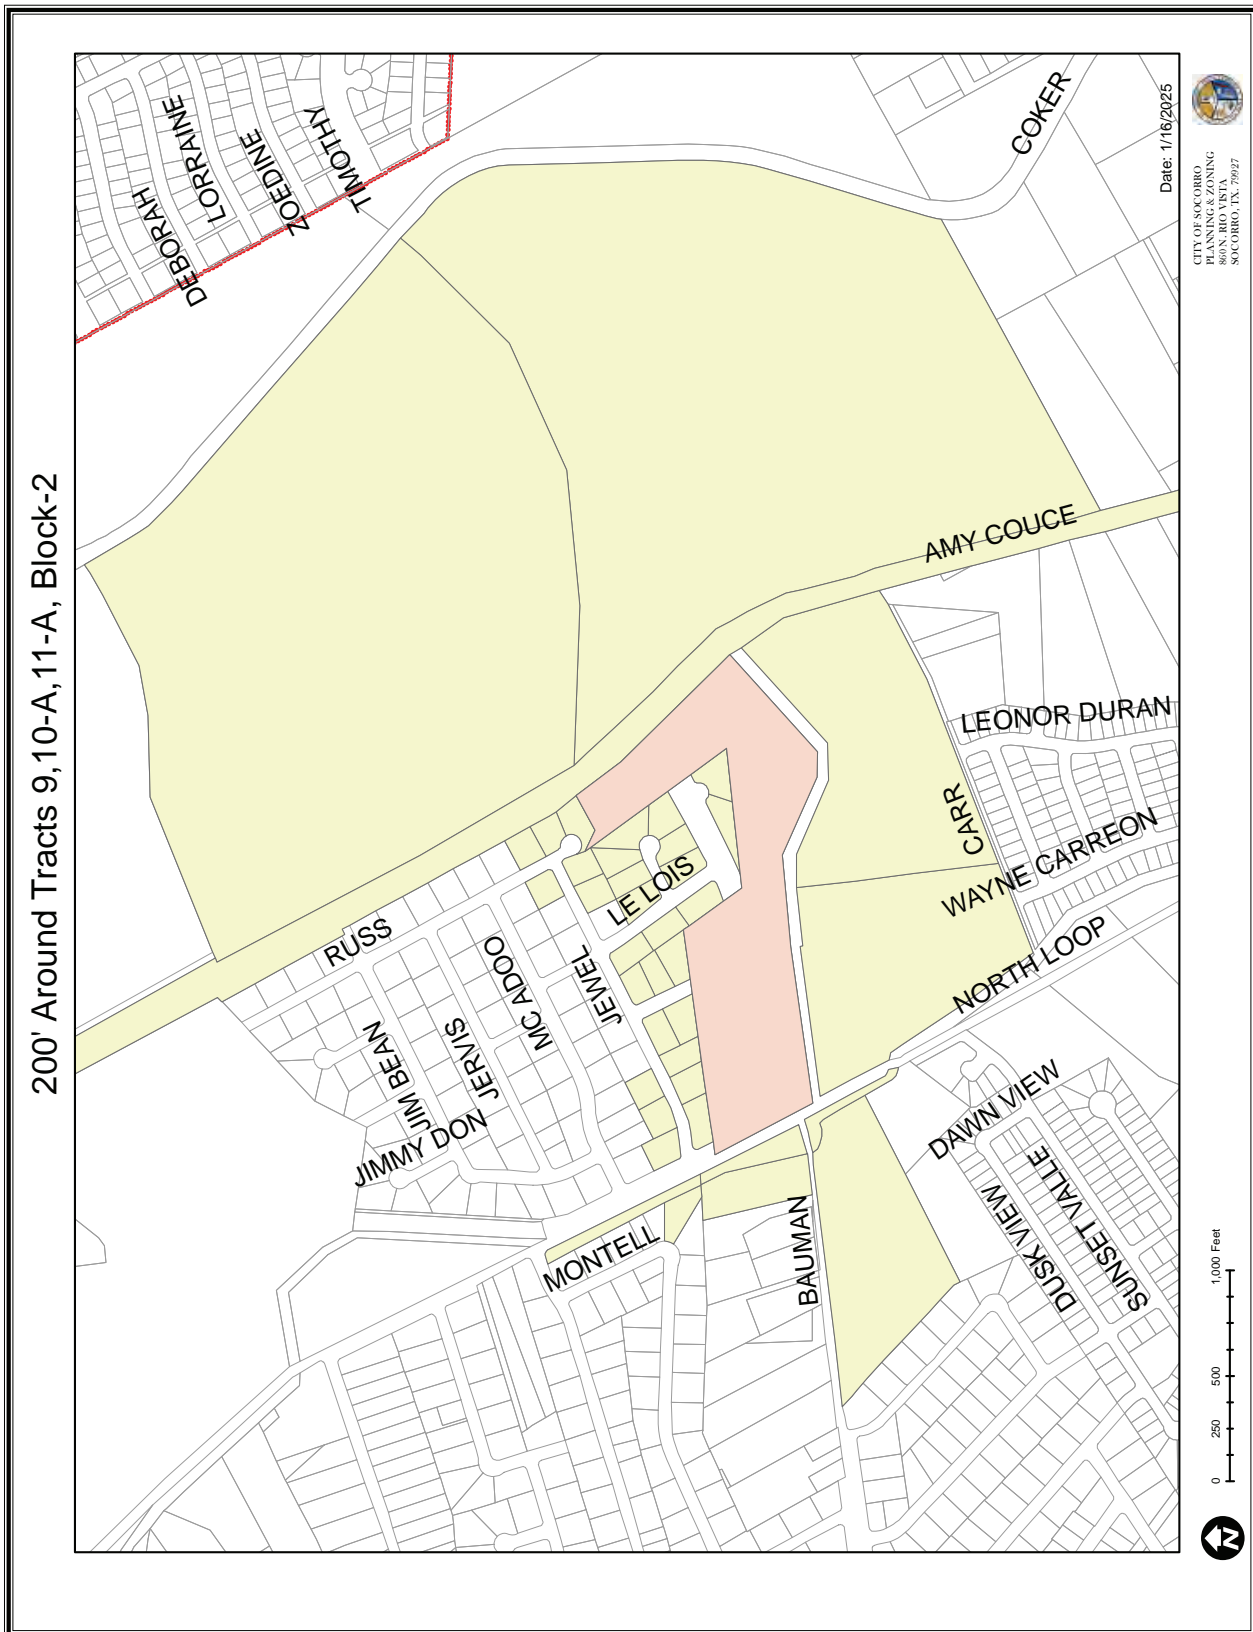 200' Around Tracts 9,10-A,11-A, Block-2
DEBORAH
LORRAINE
ZOEDINE
TIMOTHY
COKER
AMY COUCE
RUSS
LE LOIS
JEWEL
MC ADOO
JERVIS
JIM BEAN
JIMMY DON
MONTELL
BAUMAN
CARR
LEONOR DURAN
WAYNE CARREON
NORTH LOOP
DAWN VIEW
DUSK VIEW
SUNSET VALLE
Date: 1/16/2025
N
0 250 500 1,000 Feet
CITY OF SOCORRO
PLANNING & ZONING
860 N. RIO VISTA
SOCORRO, TX. 79927